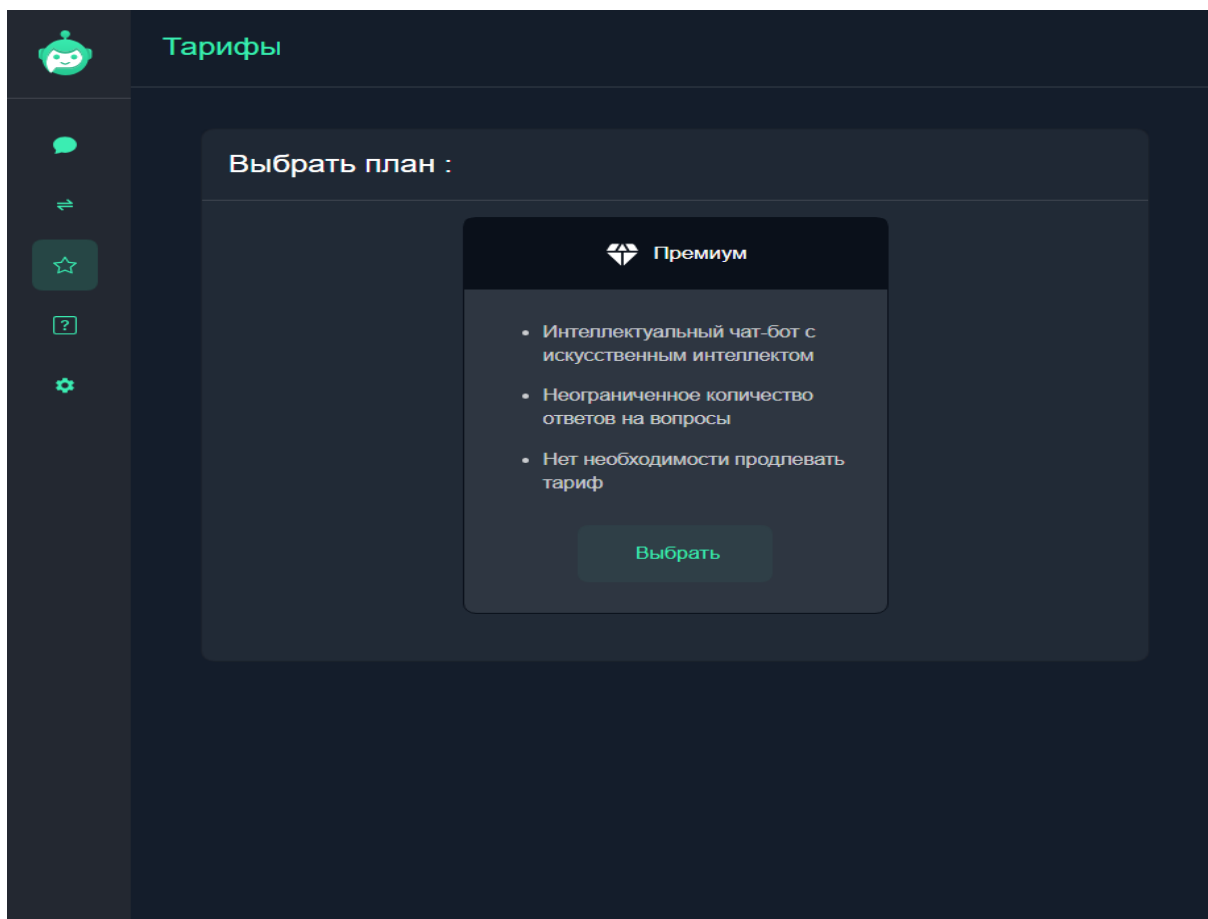 Тарифы
Выбрать план :
Премиум
• Интеллектуальный чат-бот с
искусственным интеллектом
• Неограниченное количество
ответов на вопросы
• Нет необходимости продлевать
тариф
Выбрать